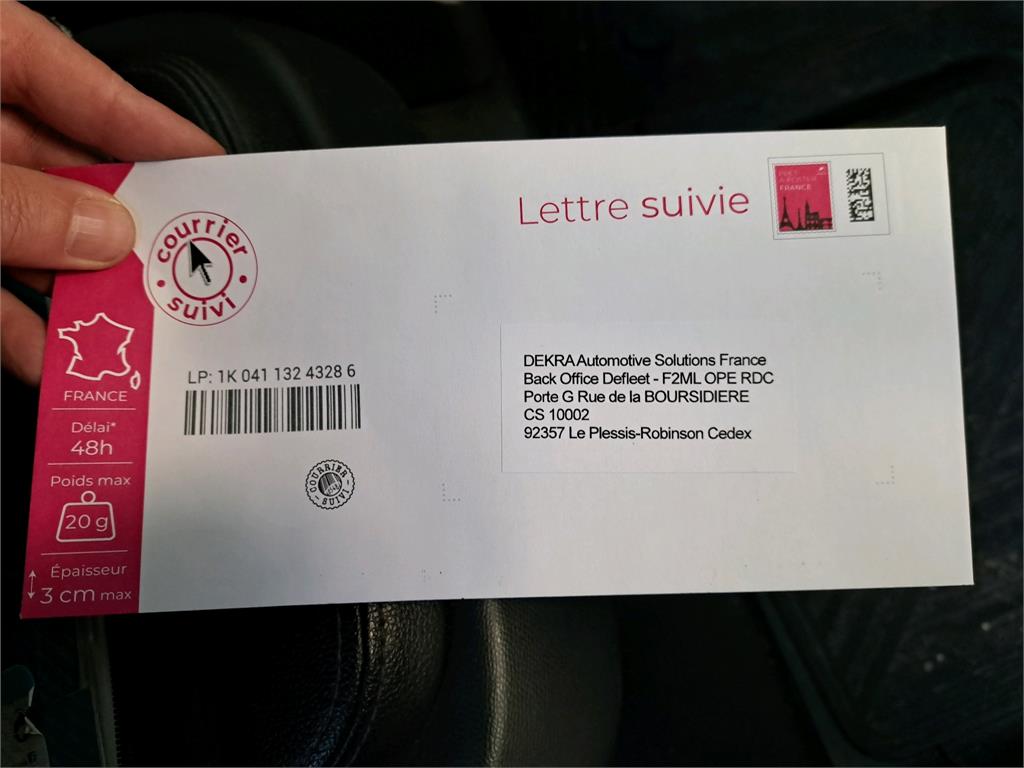 Lettre suivie
PRÊT
À POSTER
FRANCE
courrier
suivi
LP: 1K 041 132 4328 6
COURRIER
SUIVI
FRANCE
Délai*
48h
Poids max
20 g
Épaisseur
3 cm max
DEKRA Automotive Solutions France
Back Office Defleet - F2ML OPE RDC
Porte G Rue de la BOURSIDIERE
CS 10002
92357 Le Plessis-Robinson Cedex